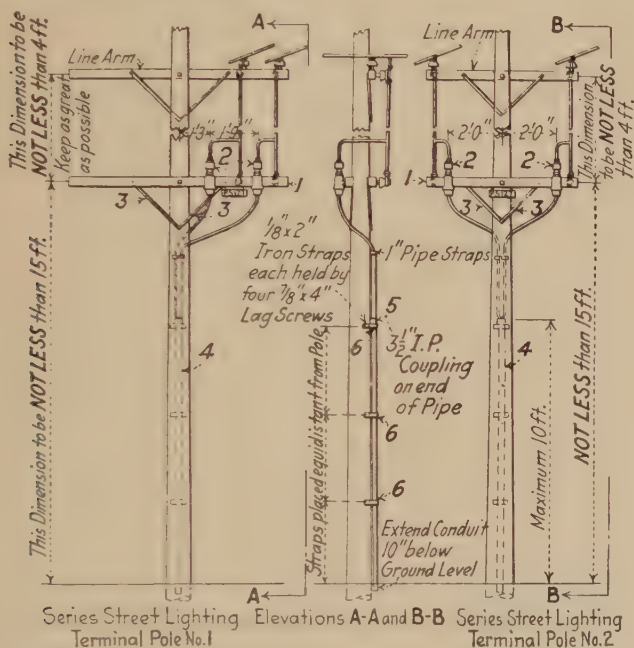 A
B
Line Arm
Line Arm
This Dimension to be
NOT LESS than 4 ft.
Keep as great
as possible
1'3"
1'9"
2
2
1
3
3
2'0"
2'0"
2
2
1
3
3
This Dimension
to be NOT LESS
than 4 ft.
1/8" x 2"
Iron Straps
each held by
four 7/8" x 4"
Lag Screws
1" Pipe Straps
5
6
3 1/2" I.P.
Coupling
on end
of Pipe
4
4
6
6
This Dimension to be NOT LESS than 15 ft.
Straps placed equidistant from Pole
Maximum 10 ft.
NOT LESS than 15 ft.
Extend Conduit
10" below
Ground Level
A
B
Series Street Lighting
Terminal Pole No. 1
Elevations A-A and B-B
Series Street Lighting
Terminal Pole No. 2